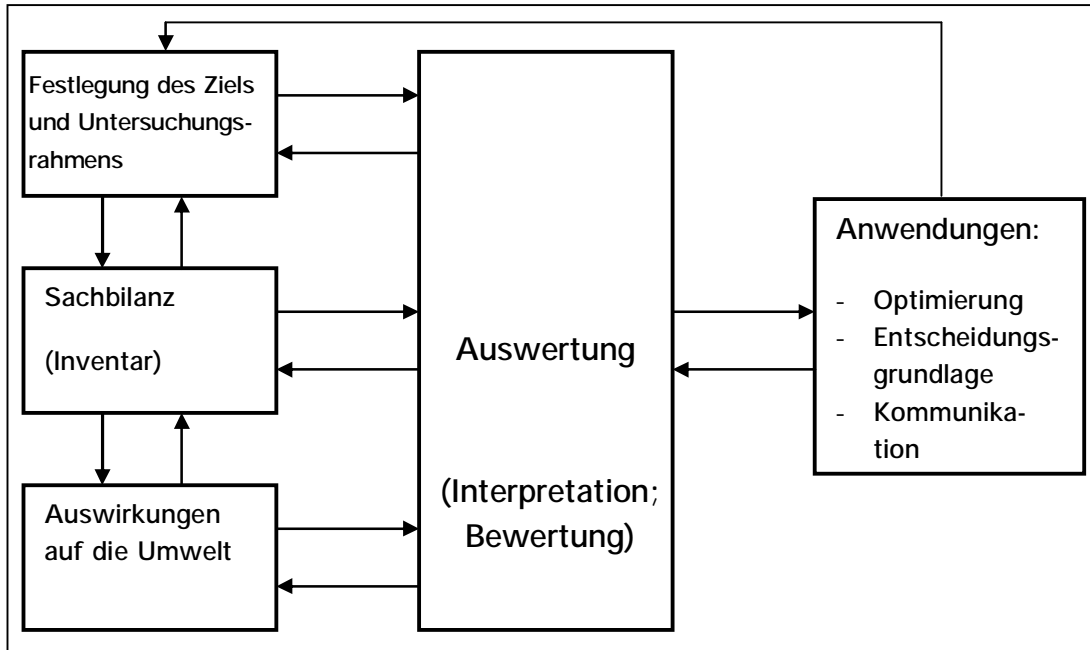 Festlegung des Ziels
und Untersuchungs-
rahmens
Sachbilanz
(Inventar)
Auswirkungen
auf die Umwelt
Auswertung
(Interpretation;
Bewertung)
Anwendungen:
- Optimierung
- Entscheidungs-
grundlage
- Kommunika-
tion